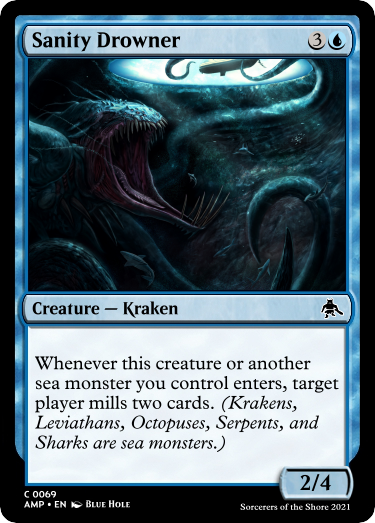 Sanity Drowner 3
Creature — Kraken
Whenever this creature or another
sea monster you control enters, target
player mills two cards. (Krakens,
Leviathans, Octopuses, Serpents, and
Sharks are sea monsters.)
2/4
C 0069
AMP • EN Blue Hole
Sorcerers of the Shore 2021